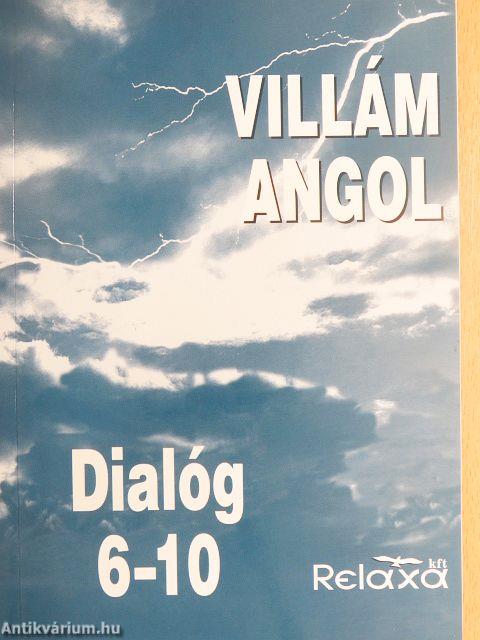 VILLÁM
ANGOL
Dialóg
6-10
kft
Relaxa
Antikvárium.hu